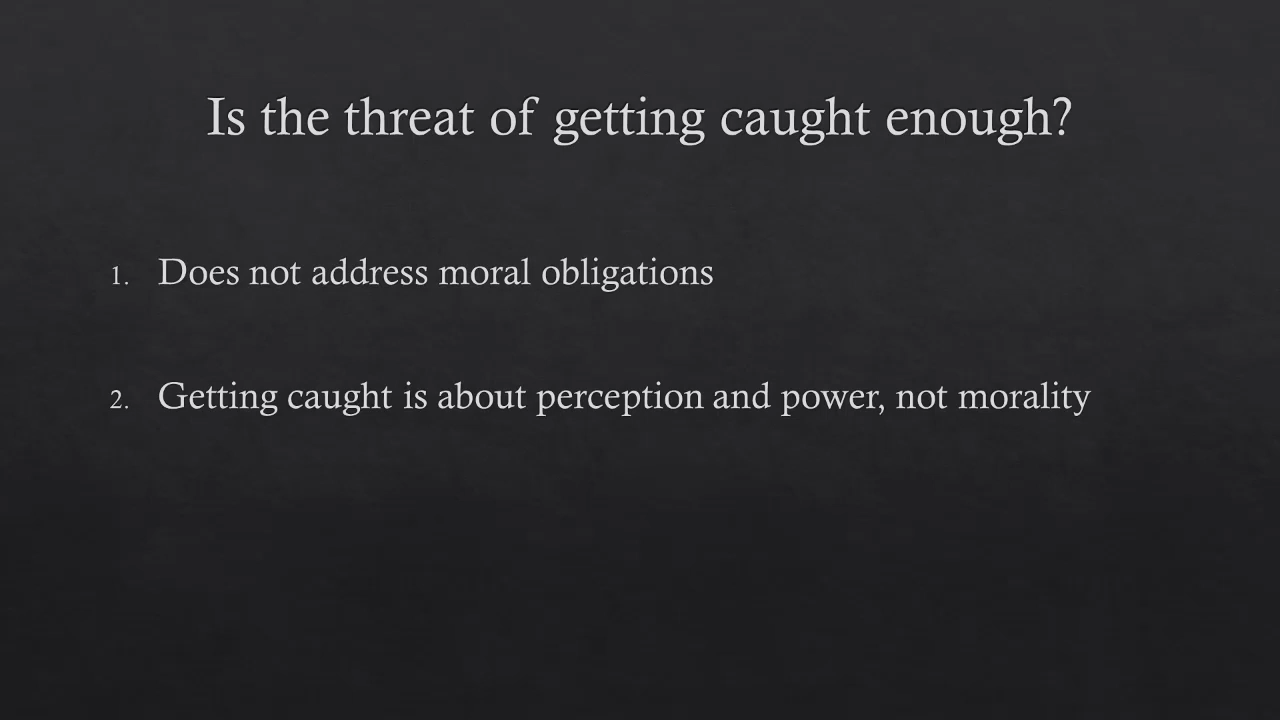 Is the threat of getting caught enough?
1. Does not address moral obligations
2. Getting caught is about perception and power, not morality